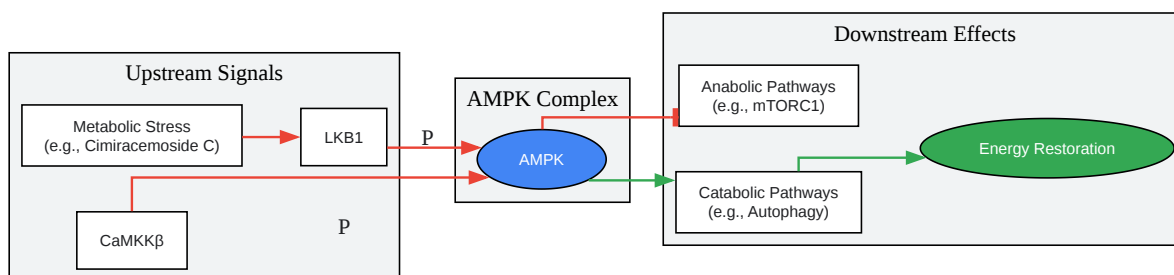 Upstream Signals
Metabolic Stress
(e.g., Cimiracemoside C)
LKB1
P
CaMKKβ
P
AMPK Complex
AMPK
Downstream Effects
Anabolic Pathways
(e.g., mTORC1)
Catabolic Pathways
(e.g., Autophagy)
Energy Restoration